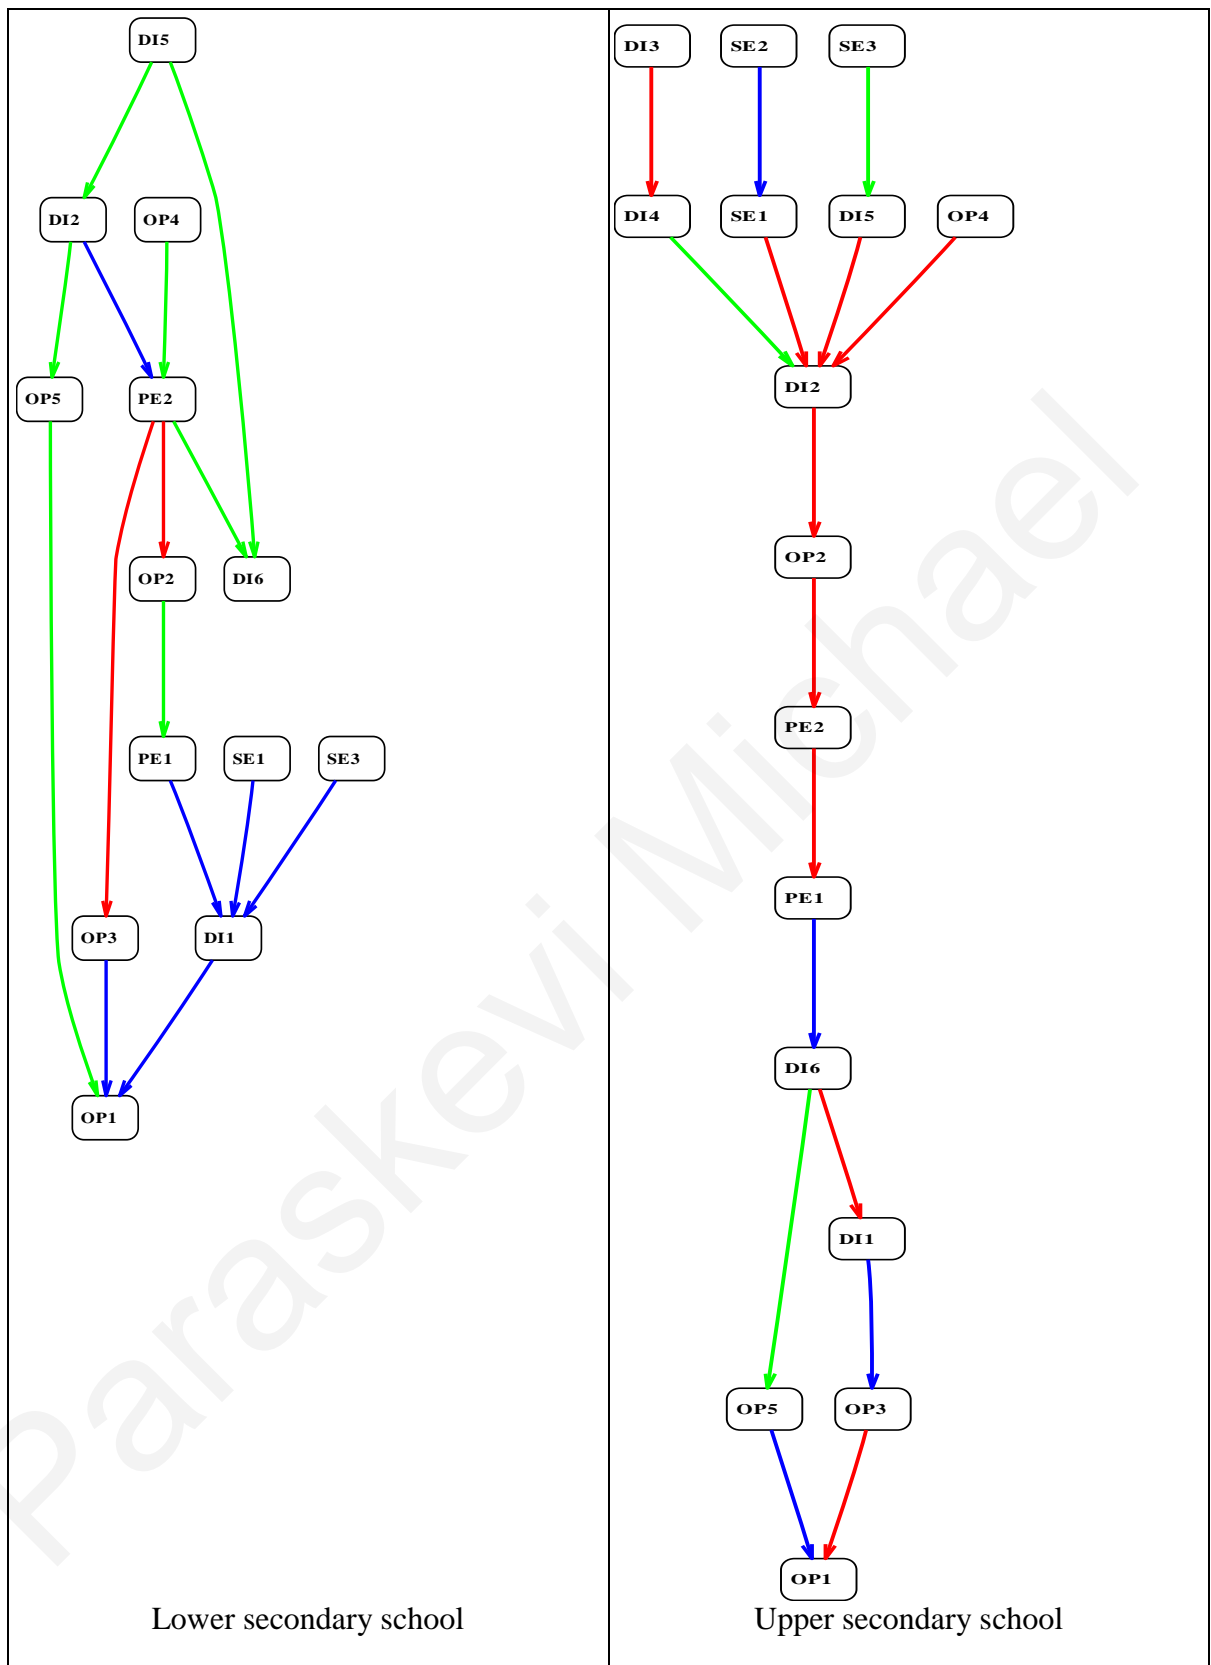 DI5
DI2 OP4
OP5 PE2
OP2 DI6
PE1 SE1 SE3
OP3 DI1
OP1
Lower secondary school
DI3 SE2 SE3
DI4 SE1 DI5 OP4
DI2
OP2
PE2
PE1
DI6
DI1
OP5 OP3
OP1
Upper secondary school
Paraskevi Michael